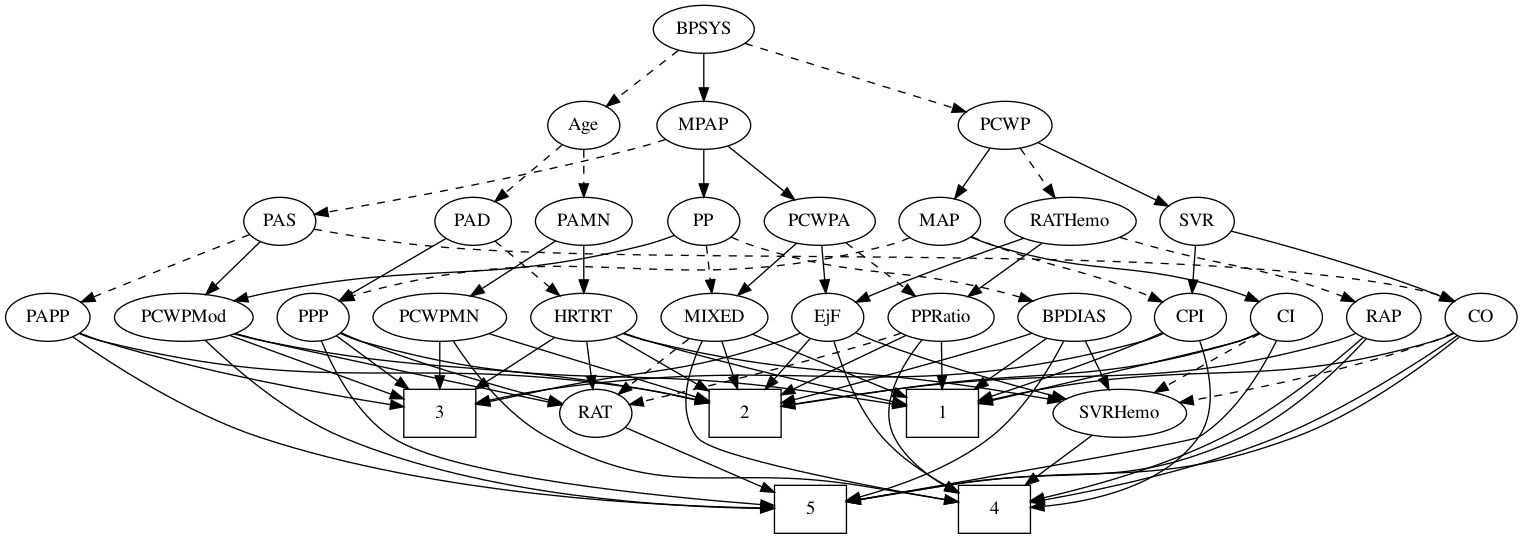 BPSYS
Age MPAP PCWP
PAS PAD PAMN PP PCWPA MAP RATHemo SVR
PAPP PCWPMod PPP PCWPMN HRTRT MIXED EjF PPRatio BPDIAS CPI CI RAP CO
3 RAT 2 1 SVRHemo
5 4